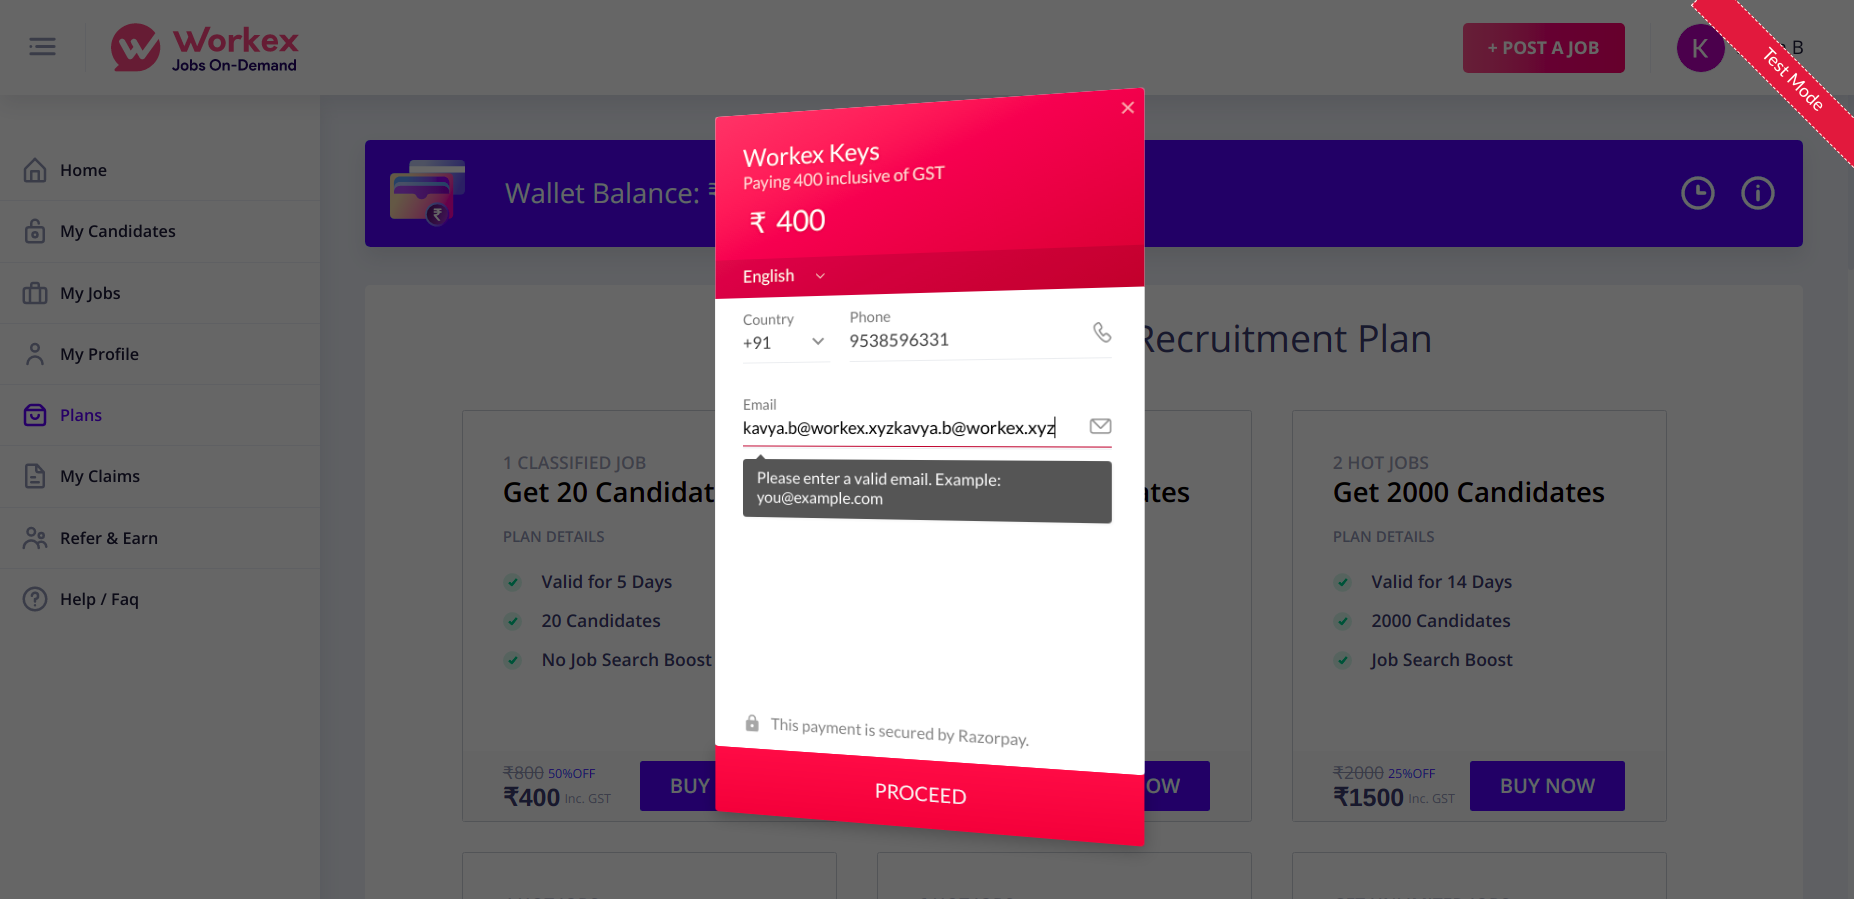 Workex
Jobs On-Demand
+ POST A JOB
K
B
Test Mode
Home
My Candidates
My Jobs
My Profile
Plans
My Claims
Refer & Earn
Help / Faq
Wallet Balance: ₹
Recruitment Plan
1 CLASSIFIED JOB
Get 20 Candidat
PLAN DETAILS
Valid for 5 Days
20 Candidates
No Job Search Boost
₹800 50%OFF
₹400 Inc. GST
BUY
ates
OW
2 HOT JOBS
Get 2000 Candidates
PLAN DETAILS
Valid for 14 Days
2000 Candidates
Job Search Boost
₹2000 25%OFF
₹1500 Inc. GST
BUY NOW
Workex Keys
Paying 400 inclusive of GST
₹ 400
English
Country
+91
Phone
9538596331
Email
kavya.b@workex.xyzkavya.b@workex.xyz
Please enter a valid email. Example:
you@example.com
This payment is secured by Razorpay.
PROCEED